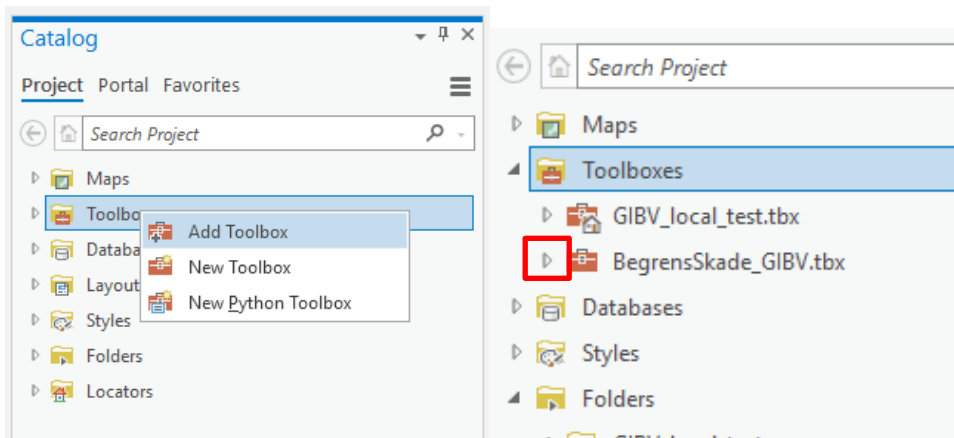 Catalog
Project Portal Favorites
Search Project
Maps
Toolbo
Add Toolbox
Databa
New Toolbox
Layout
New Python Toolbox
Styles
Folders
Locators
Search Project
Maps
Toolboxes
GIBV_local_test.tbx
BegrensSkade_GIBV.tbx
Databases
Styles
Folders